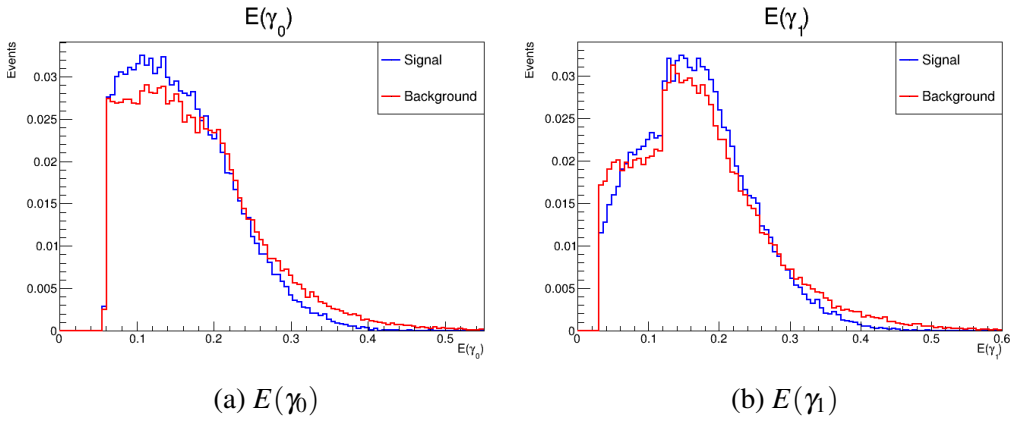 E(γ₀)
Events
0.03
0.025
0.02
0.015
0.01
0.005
0
0 0.1 0.2 0.3 0.4 0.5
E(γ₀)
Signal
Background
(a) E(γ₀)
E(γ₁)
Events
0.03
0.025
0.02
0.015
0.01
0.005
0
0 0.1 0.2 0.3 0.4 0.5 0.6
E(γ₁)
Signal
Background
(b) E(γ₁)